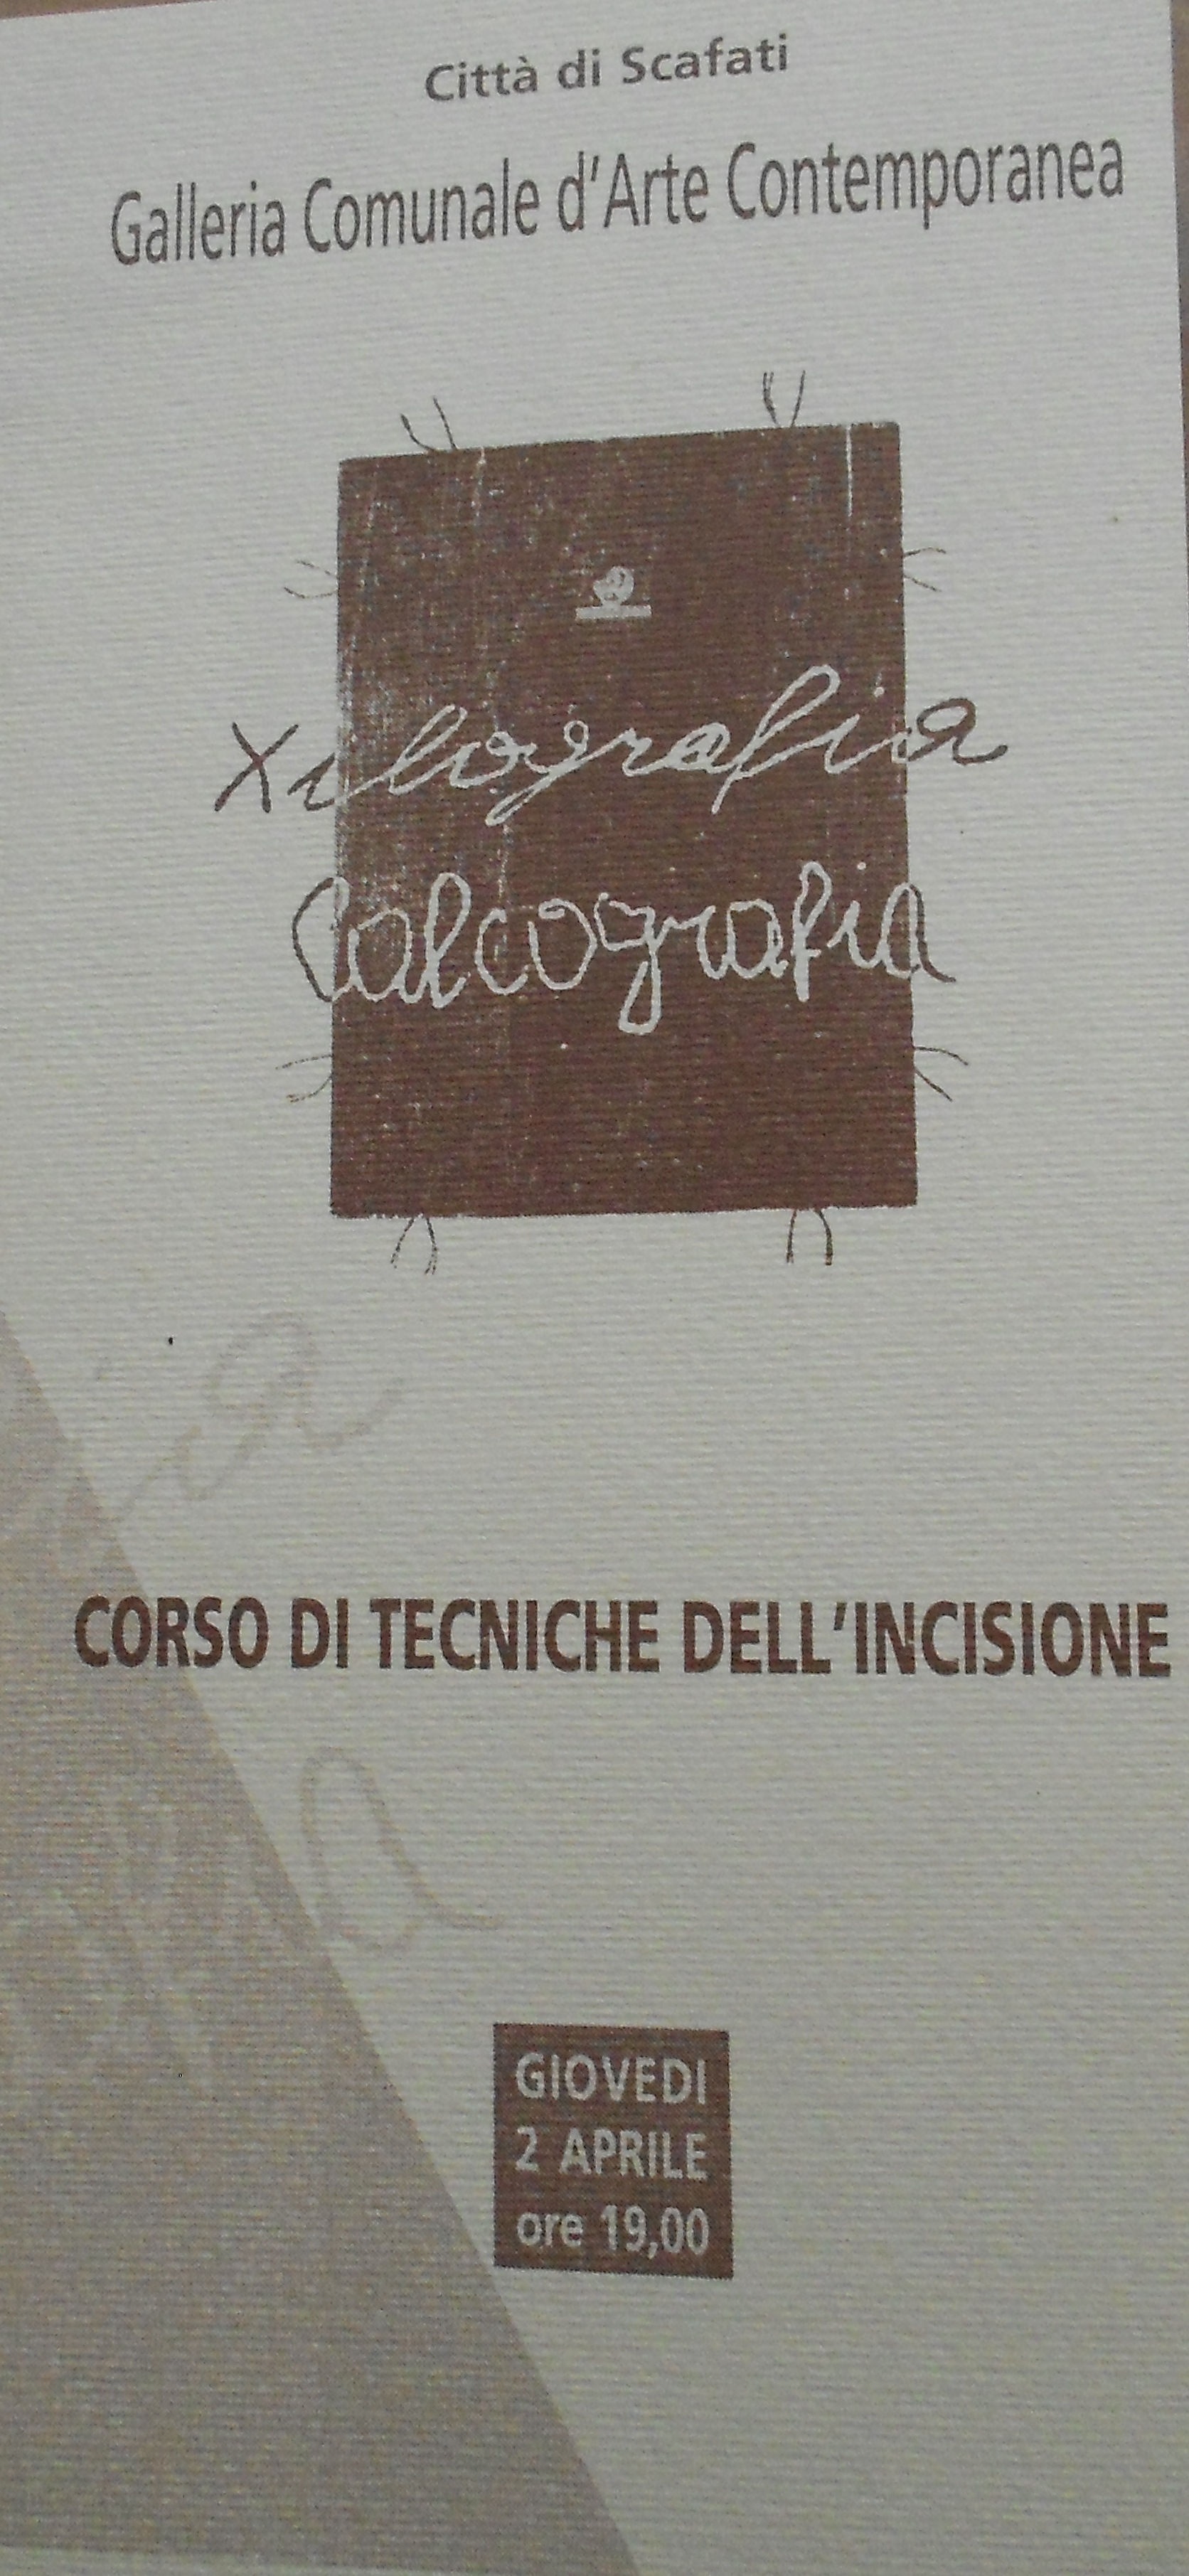 Città di Scafati
Galleria Comunale d'Arte Contemporanea
Xilografia
Calcografia
CORSO DI TECNICHE DELL'INCISIONE
GIOVEDI
2 APRILE
ore 19,00